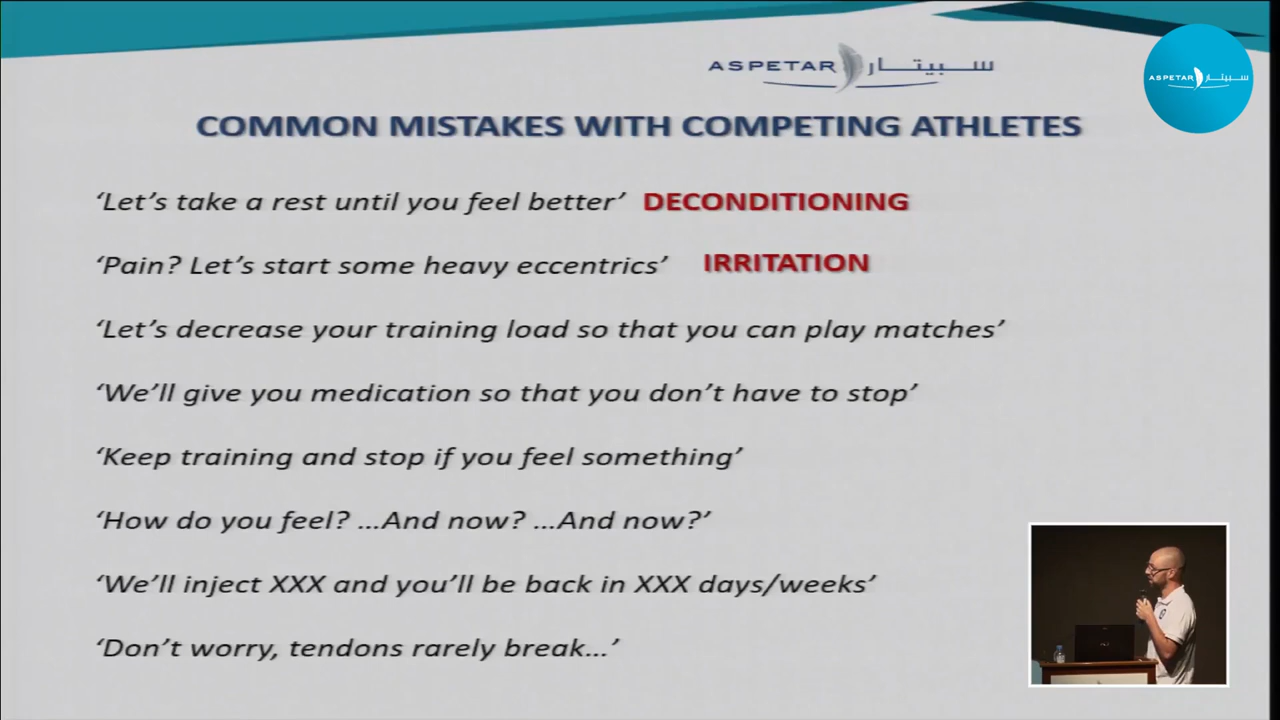 ASPETAR سبيتار
ASPETAR سبيتار
COMMON MISTAKES WITH COMPETING ATHLETES
‘Let’s take a rest until you feel better’ DECONDITIONING
‘Pain? Let’s start some heavy eccentrics’ IRRITATION
‘Let’s decrease your training load so that you can play matches’
‘We’ll give you medication so that you don’t have to stop’
‘Keep training and stop if you feel something’
‘How do you feel? ...And now? ...And now?’
‘We’ll inject XXX and you’ll be back in XXX days/weeks’
‘Don’t worry, tendons rarely break...’